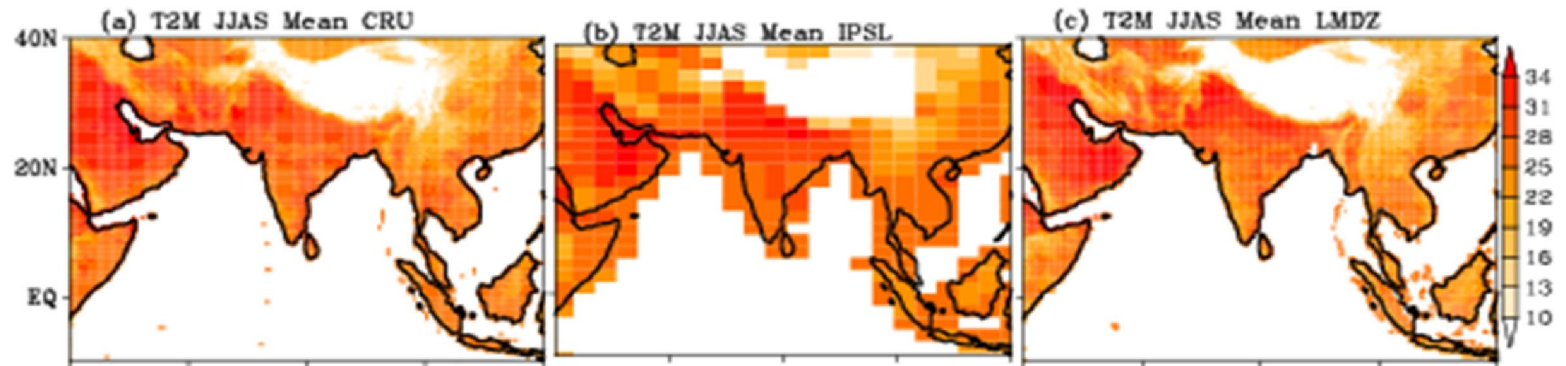 (a) T2M JJAS Mean CRU
(b) T2M JJAS Mean IPSL
(c) T2M JJAS Mean LMDZ
40N
20N
EQ
34
31
28
25
22
19
16
13
10